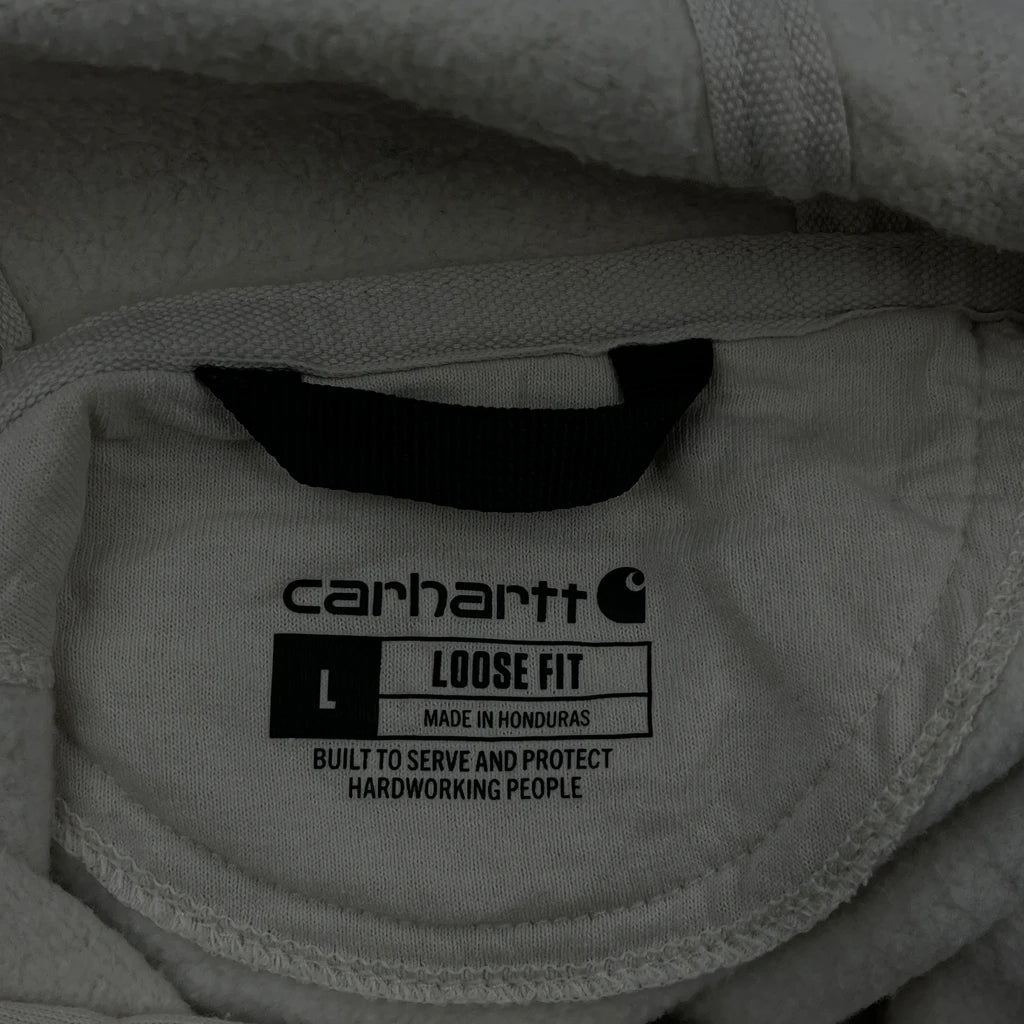 carhartt
L
LOOSE FIT
MADE IN HONDURAS
BUILT TO SERVE AND PROTECT
HARDWORKING PEOPLE